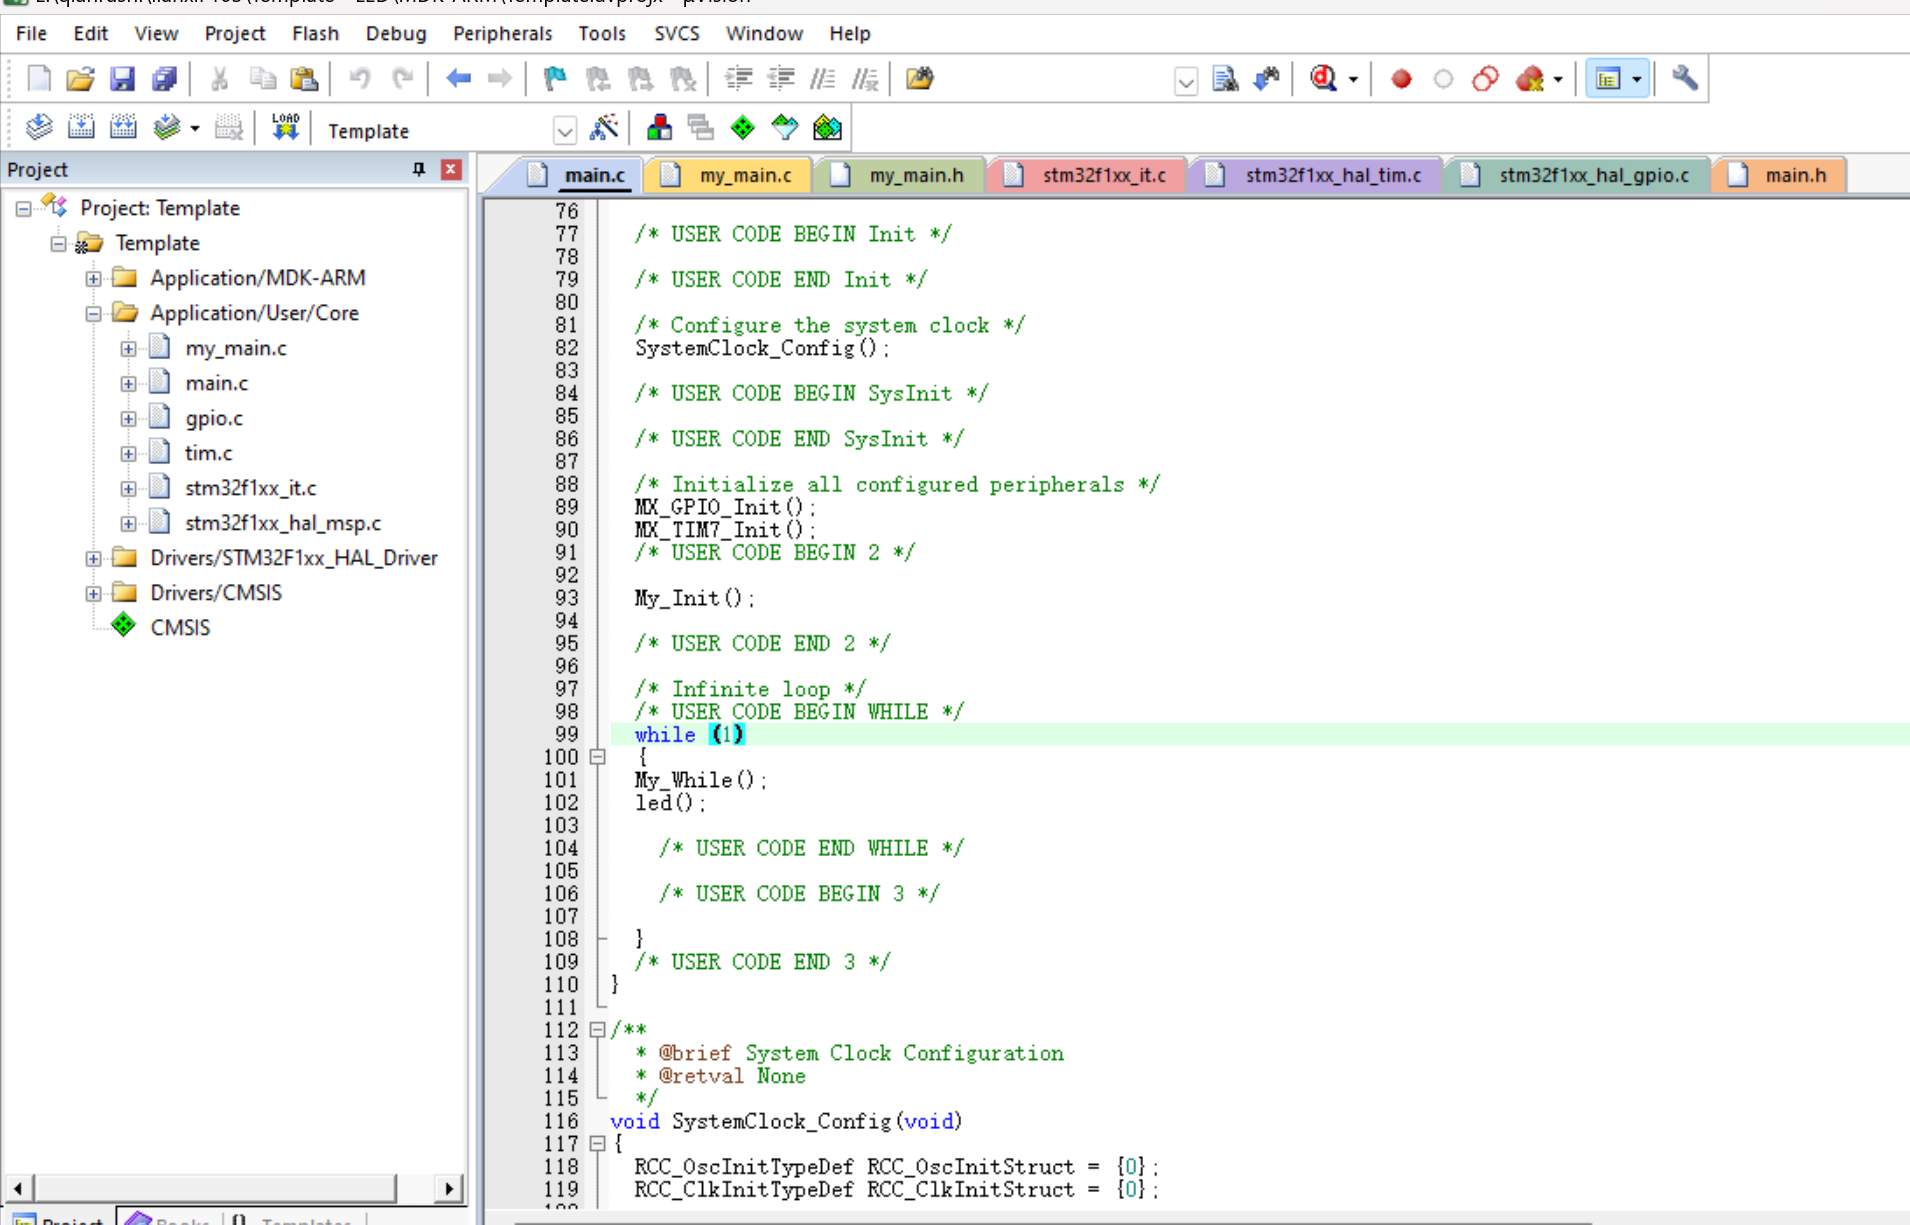 File Edit View Project Flash Debug Peripherals Tools SVCS Window Help
LOAD
Template
Project
Project: Template
Template
Application/MDK-ARM
Application/User/Core
my_main.c
main.c
gpio.c
tim.c
stm32f1xx_it.c
stm32f1xx_hal_msp.c
Drivers/STM32F1xx_HAL_Driver
Drivers/CMSIS
CMSIS
Project Books Templates
main.c my_main.c my_main.h stm32f1xx_it.c stm32f1xx_hal_tim.c stm32f1xx_hal_gpio.c main.h
76
77 /* USER CODE BEGIN Init */
78
79 /* USER CODE END Init */
80
81 /* Configure the system clock */
82 SystemClock_Config();
83
84 /* USER CODE BEGIN SysInit */
85
86 /* USER CODE END SysInit */
87
88 /* Initialize all configured peripherals */
89 MX_GPIO_Init();
90 MX_TIM7_Init();
91 /* USER CODE BEGIN 2 */
92
93 My_Init();
94
95 /* USER CODE END 2 */
96
97 /* Infinite loop */
98 /* USER CODE BEGIN WHILE */
99 while (1)
100 {
101 My_While();
102 led();
103
104 /* USER CODE END WHILE */
105
106 /* USER CODE BEGIN 3 */
107
108 }
109 /* USER CODE END 3 */
110 }
111
112 /**
113 * @brief System Clock Configuration
114 * @retval None
115 */
116 void SystemClock_Config(void)
117 {
118 RCC_OscInitTypeDef RCC_OscInitStruct = {0};
119 RCC_ClkInitTypeDef RCC_ClkInitStruct = {0};